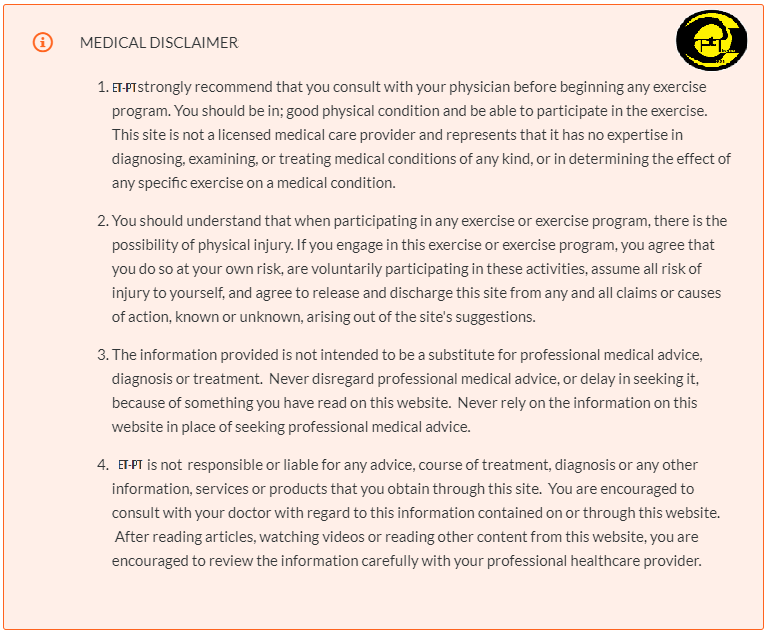 MEDICAL DISCLAIMER
1. ET-PT strongly recommend that you consult with your physician before beginning any exercise
program. You should be in; good physical condition and be able to participate in the exercise.
This site is not a licensed medical care provider and represents that it has no expertise in
diagnosing, examining, or treating medical conditions of any kind, or in determining the effect of
any specific exercise on a medical condition.
2. You should understand that when participating in any exercise or exercise program, there is the
possibility of physical injury. If you engage in this exercise or exercise program, you agree that
you do so at your own risk, are voluntarily participating in these activities, assume all risk of
injury to yourself, and agree to release and discharge this site from any and all claims or causes
of action, known or unknown, arising out of the site's suggestions.
3. The information provided is not intended to be a substitute for professional medical advice,
diagnosis or treatment. Never disregard professional medical advice, or delay in seeking it,
because of something you have read on this website. Never rely on the information on this
website in place of seeking professional medical advice.
4. ET-PT is not responsible or liable for any advice, course of treatment, diagnosis or any other
information, services or products that you obtain through this site. You are encouraged to
consult with your doctor with regard to this information contained on or through this website.
After reading articles, watching videos or reading other content from this website, you are
encouraged to review the information carefully with your professional healthcare provider.